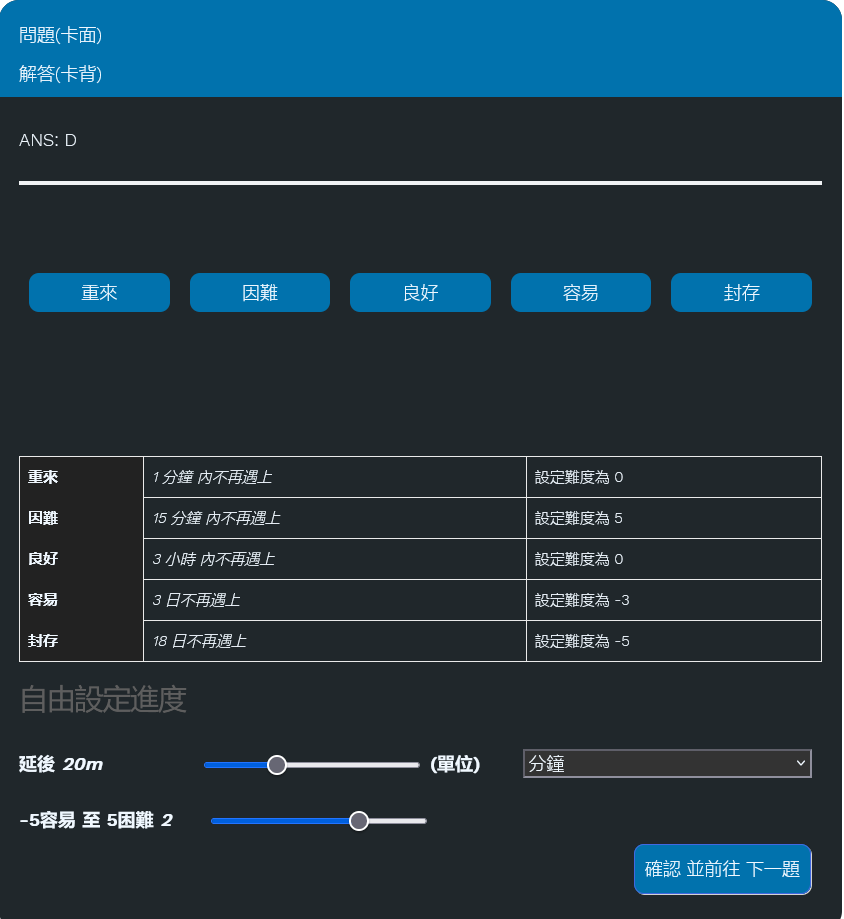 問題(卡面)
解答(卡背)
ANS: D
重來 因難 良好 容易 封存
重來 1 分鐘 內不再遇上 設定難度為 0
因難 15 分鐘 內不再遇上 設定難度為 5
良好 3 小時 內不再遇上 設定難度為 0
容易 3 日不再遇上 設定難度為 -3
封存 18 日不再遇上 設定難度為 -5
自由設定進度
延後 20m (單位) 分鐘
-5容易 至 5困難 2
確認 並前往 下一題